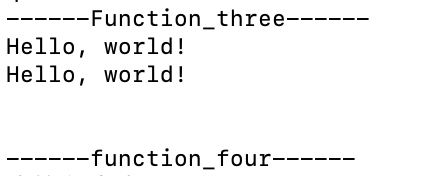 ------Function_three------
Hello, world!
Hello, world!
------function_four------